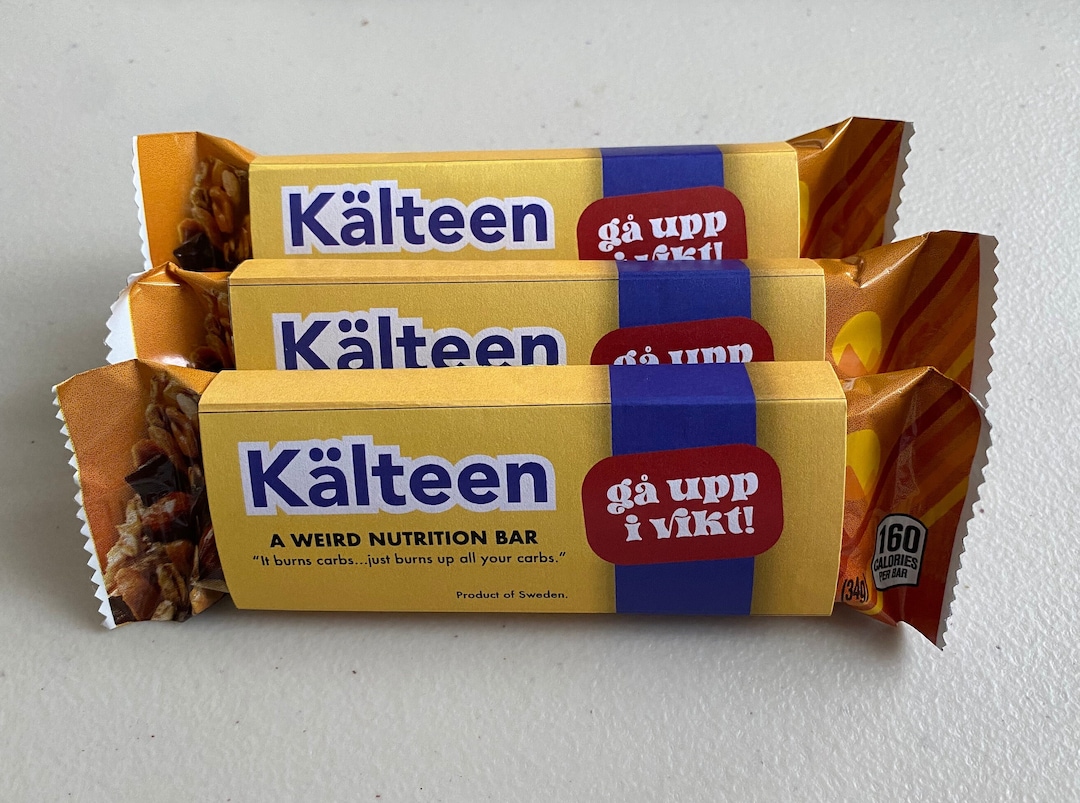 Kälteen
gå upp
i vikt!
Kälteen
gå upp
Kälteen
A WEIRD NUTRITION BAR
“It burns carbs...just burns up all your carbs.”
Product of Sweden.
gå upp
i vikt!
160
CALORIES
PER BAR
(34g)